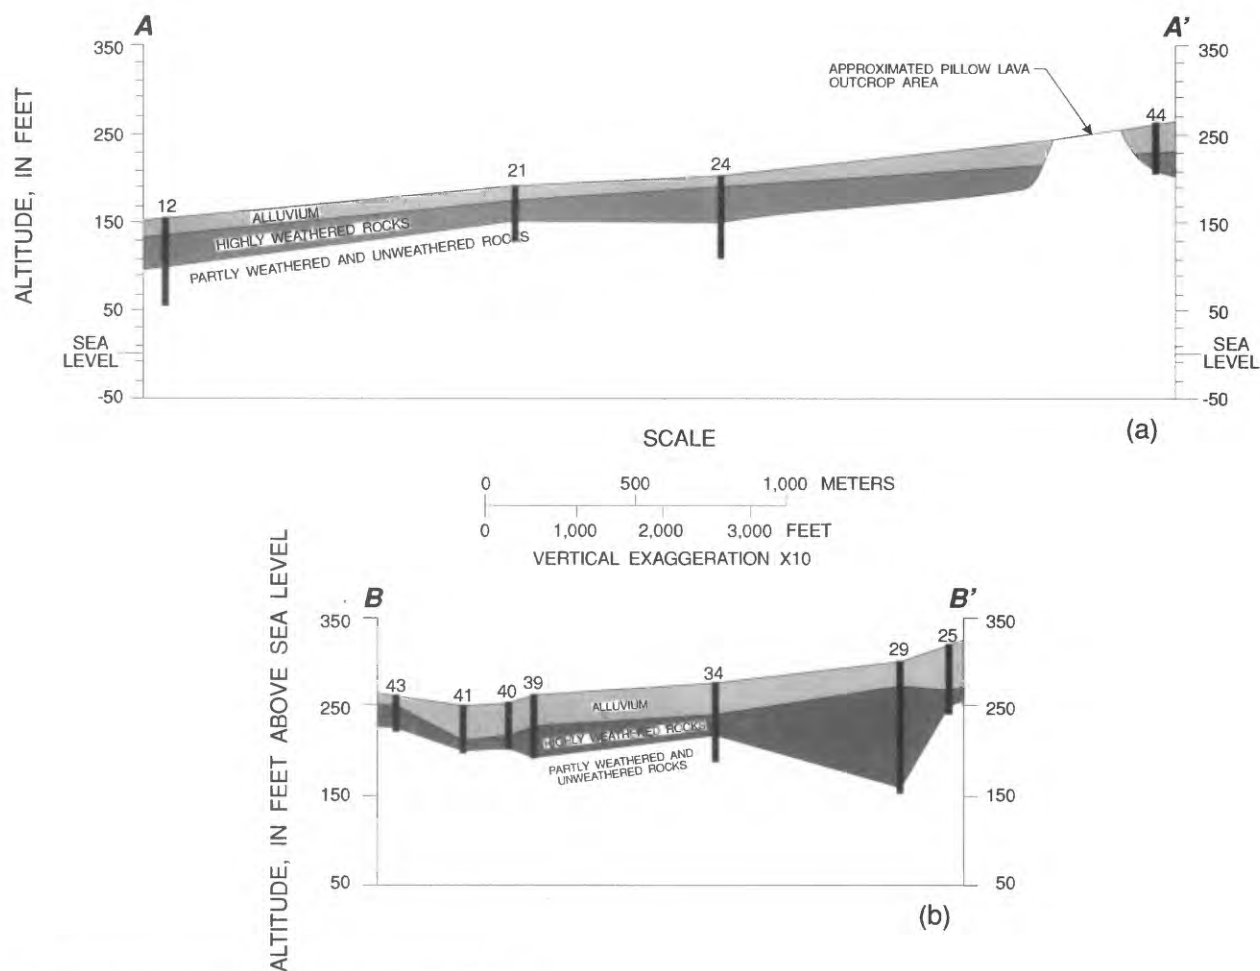 A
A'
350
250
150
50
SEA
LEVEL
-50
ALTITUDE, IN FEET
350
250
150
50
SEA
LEVEL
-50
APPROXIMATED PILLOW LAVA
OUTCROP AREA
12
21
24
44
ALLUVIUM
HIGHLY WEATHERED ROCKS
PARTLY WEATHERED AND UNWEATHERED ROCKS
(a)
SCALE
0 500 1,000 METERS
0 1,000 2,000 3,000 FEET
VERTICAL EXAGGERATION X10
B
B'
ALTITUDE, IN FEET ABOVE SEA LEVEL
350
250
150
50
350
250
150
50
43
41
40
39
34
29
25
ALLUVIUM
HIGHLY WEATHERED ROCKS
PARTLY WEATHERED AND
UNWEATHERED ROCKS
(b)